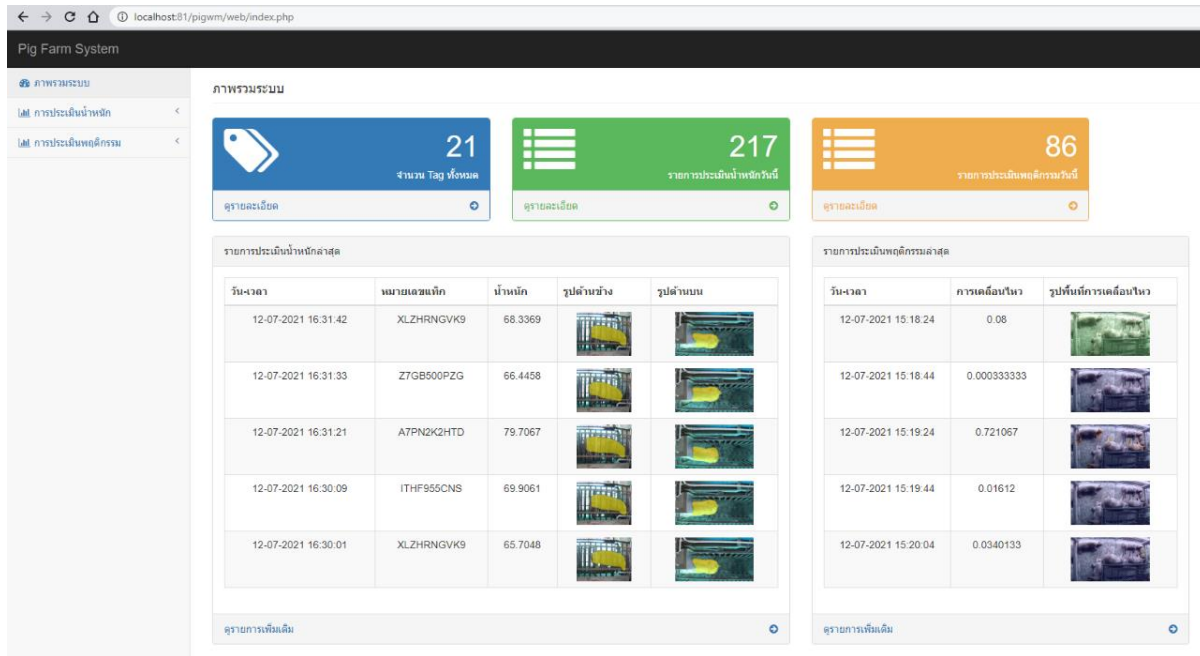 localhost:81/pigwm/web/index.php
Pig Farm System
ภาพรวมระบบ
การประเมินน้ำหนัก
การประเมินพฤติกรรม
ภาพรวมระบบ
21
จำนวน Tag ทั้งหมด
ดูรายละเอียด
217
รายการประเมินน้ำหนักวันนี้
ดูรายละเอียด
86
รายการประเมินพฤติกรรมวันนี้
ดูรายละเอียด
รายการประเมินน้ำหนักล่าสุด
วัน-เวลา หมายเลขแท็ก น้ำหนัก รูปด้านข้าง รูปด้านบน
12-07-2021 16:31:42 XLZHRNGVK9 68.3369
12-07-2021 16:31:33 Z7GB500PZG 66.4458
12-07-2021 16:31:21 A7PN2K2HTD 79.7067
12-07-2021 16:30:09 ITHF955CNS 69.9061
12-07-2021 16:30:01 XLZHRNGVK9 65.7048
ดูรายการเพิ่มเติม
รายการประเมินพฤติกรรมล่าสุด
วัน-เวลา การเคลื่อนไหว รูปพื้นที่การเคลื่อนไหว
12-07-2021 15:18:24 0.08
12-07-2021 15:18:44 0.000333333
12-07-2021 15:19:24 0.721067
12-07-2021 15:19:44 0.01612
12-07-2021 15:20:04 0.0340133
ดูรายการเพิ่มเติม